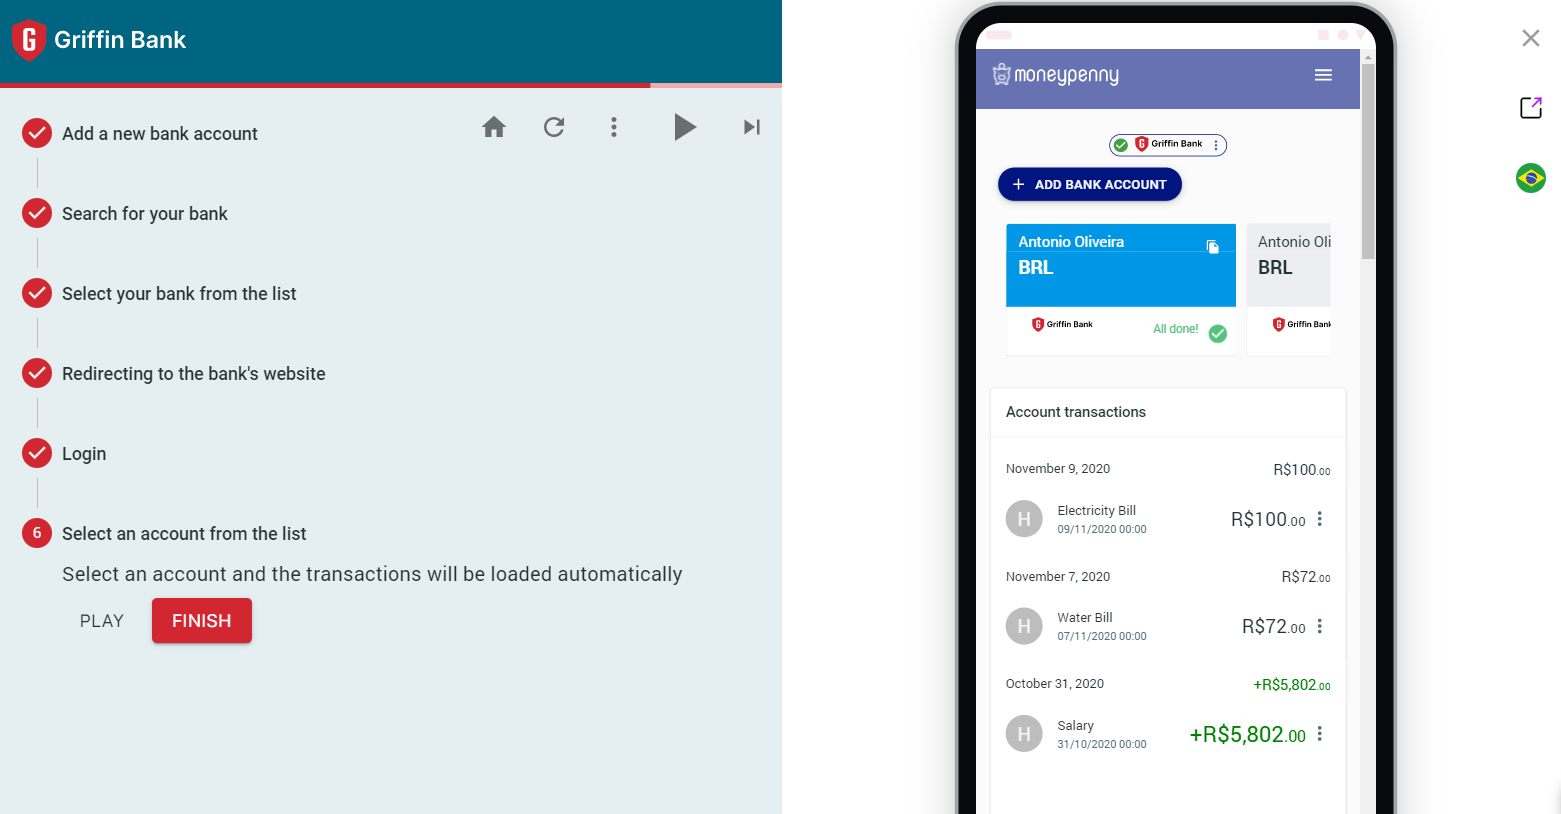 Griffin Bank
Add a new bank account
Search for your bank
Select your bank from the list
Redirecting to the bank's website
Login
6 Select an account from the list
Select an account and the transactions will be loaded automatically
PLAY FINISH
moneypenny
Griffin Bank
+ ADD BANK ACCOUNT
Antonio Oliveira
BRL
Griffin Bank
All done!
Antonio Oli
BRL
Griffin Bank
Account transactions
November 9, 2020 R$100.00
H Electricity Bill R$100.00
09/11/2020 00:00
November 7, 2020 R$72.00
H Water Bill R$72.00
07/11/2020 00:00
October 31, 2020 +R$5,802.00
H Salary +R$5,802.00
31/10/2020 00:00